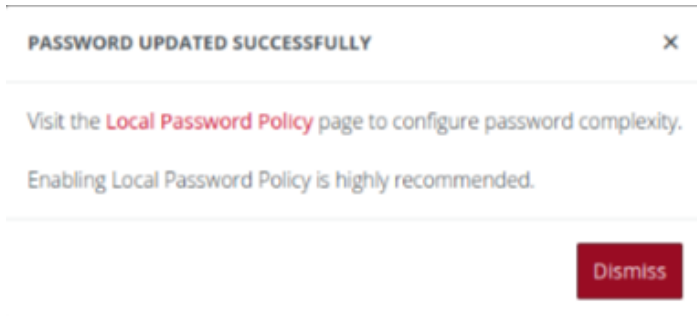 PASSWORD UPDATED SUCCESSFULLY ×
Visit the Local Password Policy page to configure password complexity.
Enabling Local Password Policy is highly recommended.
Dismiss